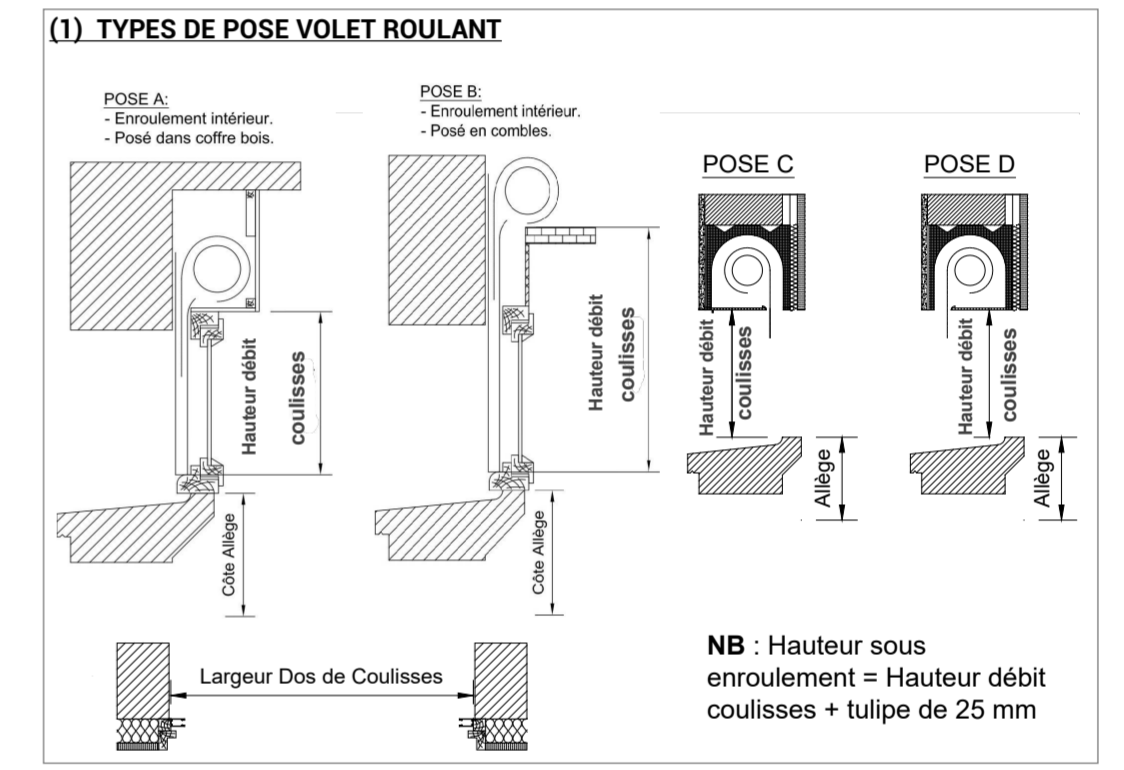 (1) TYPES DE POSE VOLET ROULANT
POSE A:
- Enroulement intérieur.
- Posé dans coffre bois.
POSE B:
- Enroulement intérieur.
- Posé en combles.
POSE C
POSE D
Hauteur débit
coulisses
Hauteur débit
coulisses
Hauteur débit
coulisses
Hauteur débit
coulisses
Côte Allège
Côte Allège
Allège
Allège
Largeur Dos de Coulisses
NB : Hauteur sous
enroulement = Hauteur débit
coulisses + tulipe de 25 mm